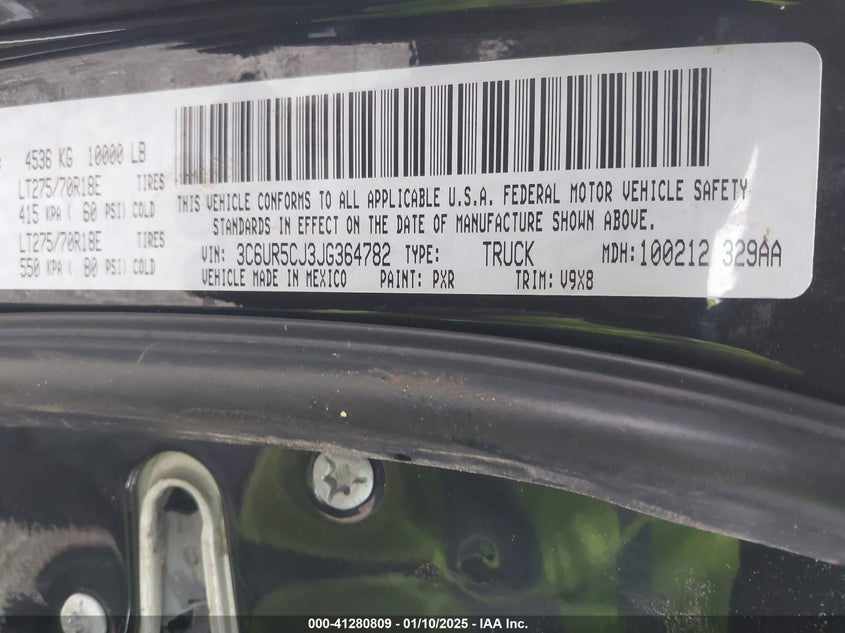 : 4536 KG 10000 LB
LT275/70R18E TIRES
415 KPA ( 60 PSI) COLD
LT275/70R18E TIRES
550 KPA ( 80 PSI) COLD
THIS VEHICLE CONFORMS TO ALL APPLICABLE U.S.A. FEDERAL MOTOR VEHICLE SAFETY
STANDARDS IN EFFECT ON THE DATE OF MANUFACTURE SHOWN ABOVE.
VIN: 3C6UR5CJ3JG364782 TYPE: TRUCK MDH: 100212 329AA
VEHICLE MADE IN MEXICO PAINT: PXR TRIM: V9X8
000-41280809 / 01/10/2025 - IAA Inc.